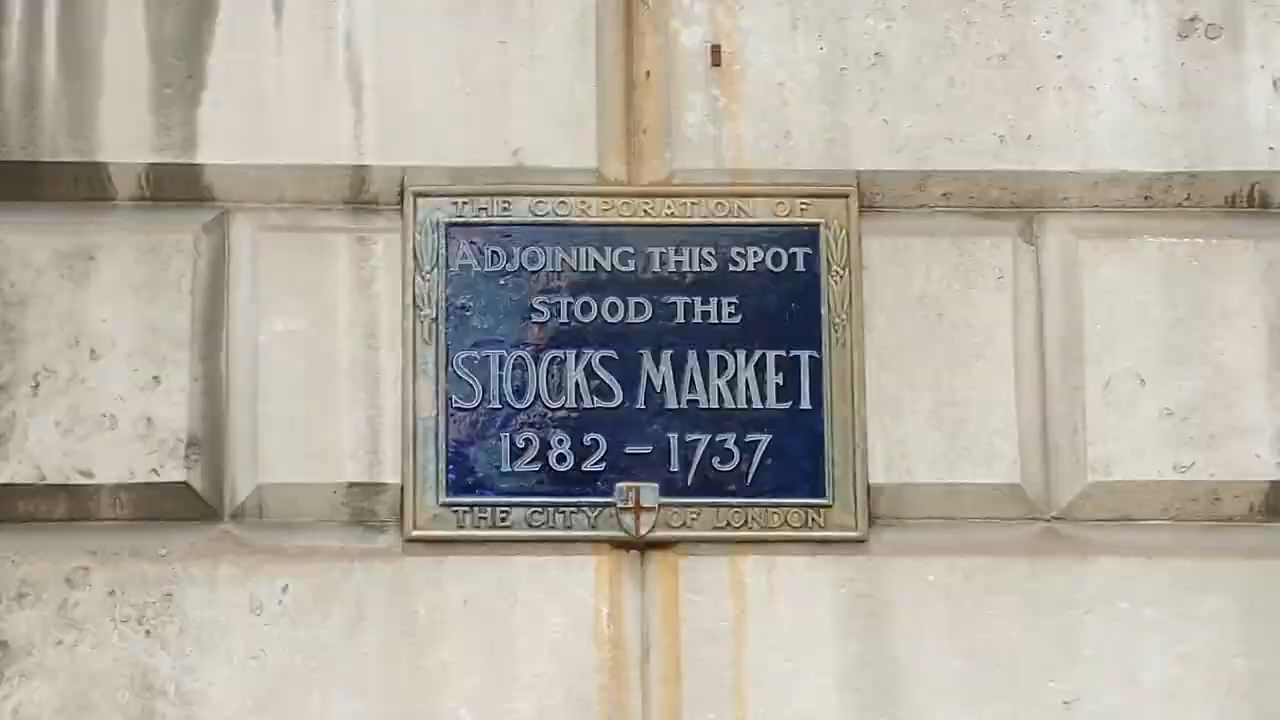 THE CORPORATION OF
ADJOINING THIS SPOT
STOOD THE
STOCKS MARKET
1282 – 1737
THE CITY OF LONDON